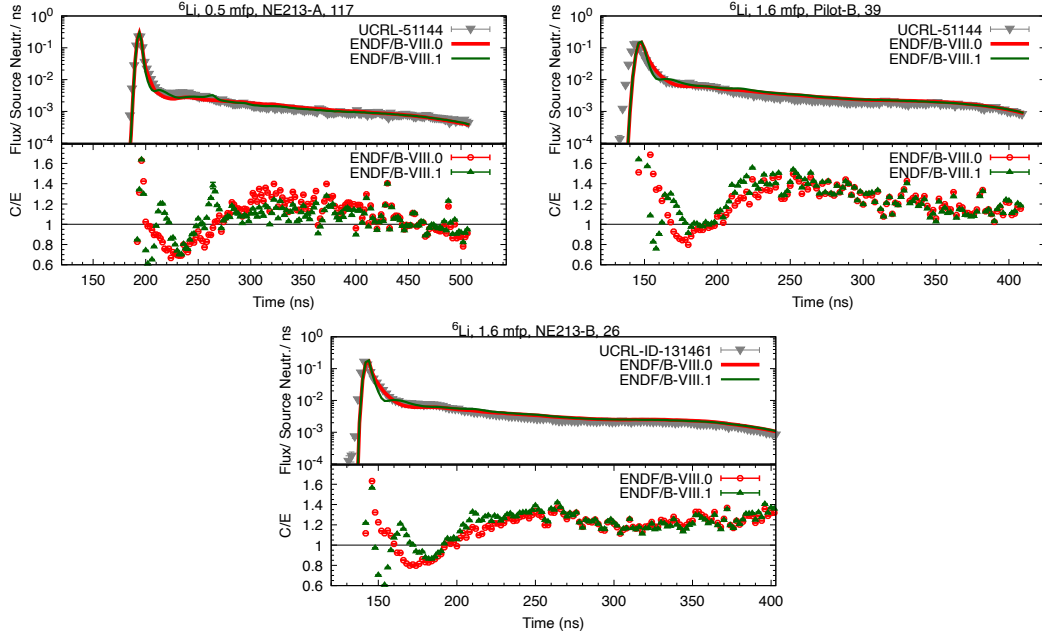 ⁶Li, 0.5 mfp, NE213-A, 117
Flux/ Source Neutr./ ns
10⁰
10⁻¹
10⁻²
10⁻³
10⁻⁴
UCRL-51144
ENDF/B-VIII.0
ENDF/B-VIII.1
C/E
1.6
1.4
1.2
1
0.8
0.6
ENDF/B-VIII.0
ENDF/B-VIII.1
100 150 200 250 300 350 400 450 500
Time (ns)
⁶Li, 1.6 mfp, Pilot-B, 39
Flux/ Source Neutr./ ns
10⁰
10⁻¹
10⁻²
10⁻³
10⁻⁴
UCRL-51144
ENDF/B-VIII.0
ENDF/B-VIII.1
C/E
1.6
1.4
1.2
1
0.8
0.6
ENDF/B-VIII.0
ENDF/B-VIII.1
100 150 200 250 300 350 400
Time (ns)
⁶Li, 1.6 mfp, NE213-B, 26
Flux/ Source Neutr./ ns
10⁰
10⁻¹
10⁻²
10⁻³
10⁻⁴
UCRL-ID-131461
ENDF/B-VIII.0
ENDF/B-VIII.1
C/E
1.6
1.4
1.2
1
0.8
0.6
ENDF/B-VIII.0
ENDF/B-VIII.1
150 200 250 300 350 400
Time (ns)